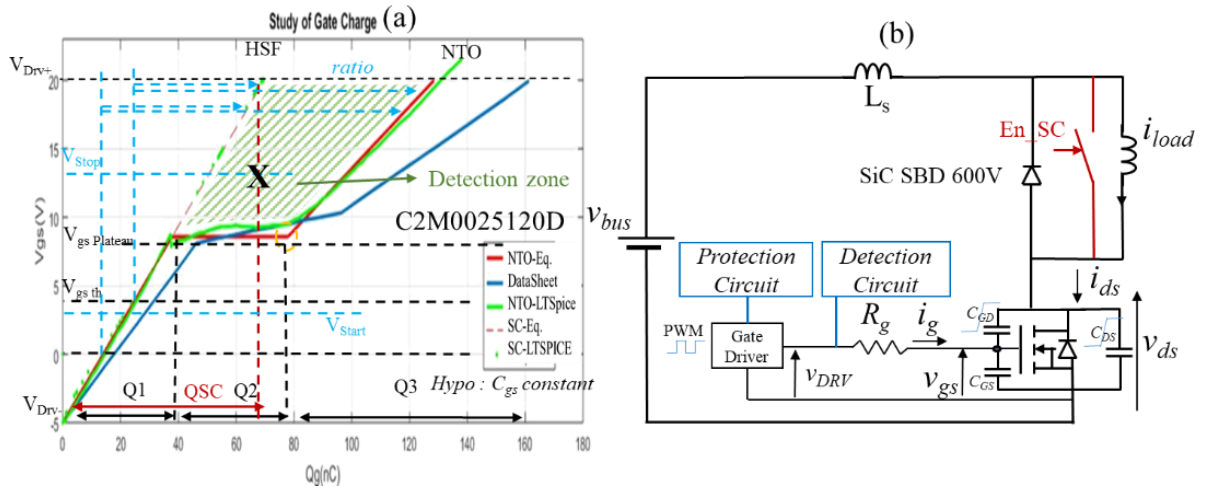 Study of Gate Charge (a)
HSF
NTO
V_Drv+
ratio
20
15
V_Stop
X
Detection zone
Vgs(V)
10
C2M0025120D
V_gs Plateau
NTO-Eq.
DataSheet
NTO-LTSpice
SC-Eq.
SC-LTSPICE
5
V_gs th
V_Start
0
Q1
QSC
Q2
Q3
Hypo : C_gs constant
V_Drv-
-5
0 20 40 60 80 100 120 140 160 180
Qg(nC)
(b)
L_s
En_SC
i_load
SiC SBD 600V
v_bus
Protection
Circuit
Detection
Circuit
i_ds
PWM
Gate
Driver
R_g
i_g
C_GD
C_DS
v_ds
v_DRV
v_gs
C_GS